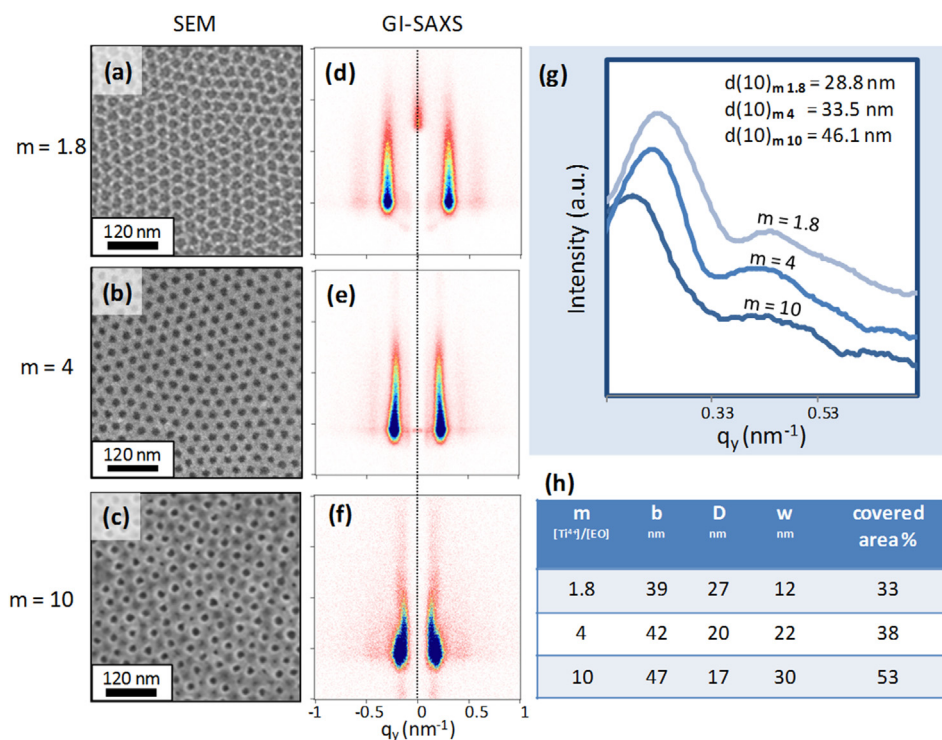 SEM
GI-SAXS
m = 1.8
(a)
120 nm
(d)
m = 4
(b)
120 nm
(e)
m = 10
(c)
120 nm
(f)
-1 -0.5 0 0.5 1
qy (nm-1)
(g)
d(10)m 1.8 = 28.8 nm
d(10)m 4 = 33.5 nm
d(10)m 10 = 46.1 nm
Intensity (a.u.)
m = 1.8
m = 4
m = 10
0.33 0.53
qy (nm-1)
(h)
m b D w covered
[Ti4+]/[EO] nm nm nm area %
1.8 39 27 12 33
4 42 20 22 38
10 47 17 30 53